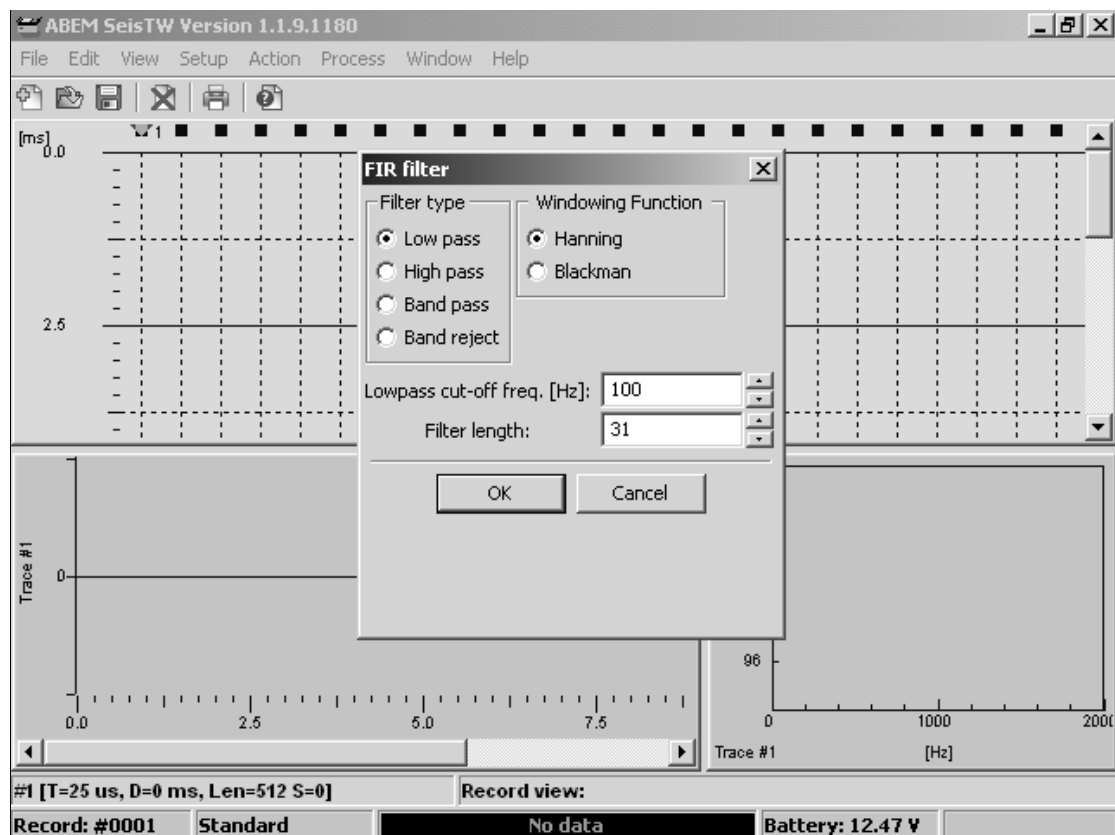 ABEM SeisTW Version 1.1.9.1180
File Edit View Setup Action Process Window Help
[ms]
1
0.0
2.5
FIR filter
Filter type
Windowing Function
Low pass
Hanning
High pass
Blackman
Band pass
Band reject
Lowpass cut-off freq. [Hz]: 100
Filter length: 31
OK Cancel
Trace #1
0
0.0 2.5 5.0 7.5
96
0 1000 2000
Trace #1 [Hz]
#1 [T=25 us, D=0 ms, Len=512 S=0] Record view:
Record: #0001 Standard No data Battery: 12.47 V